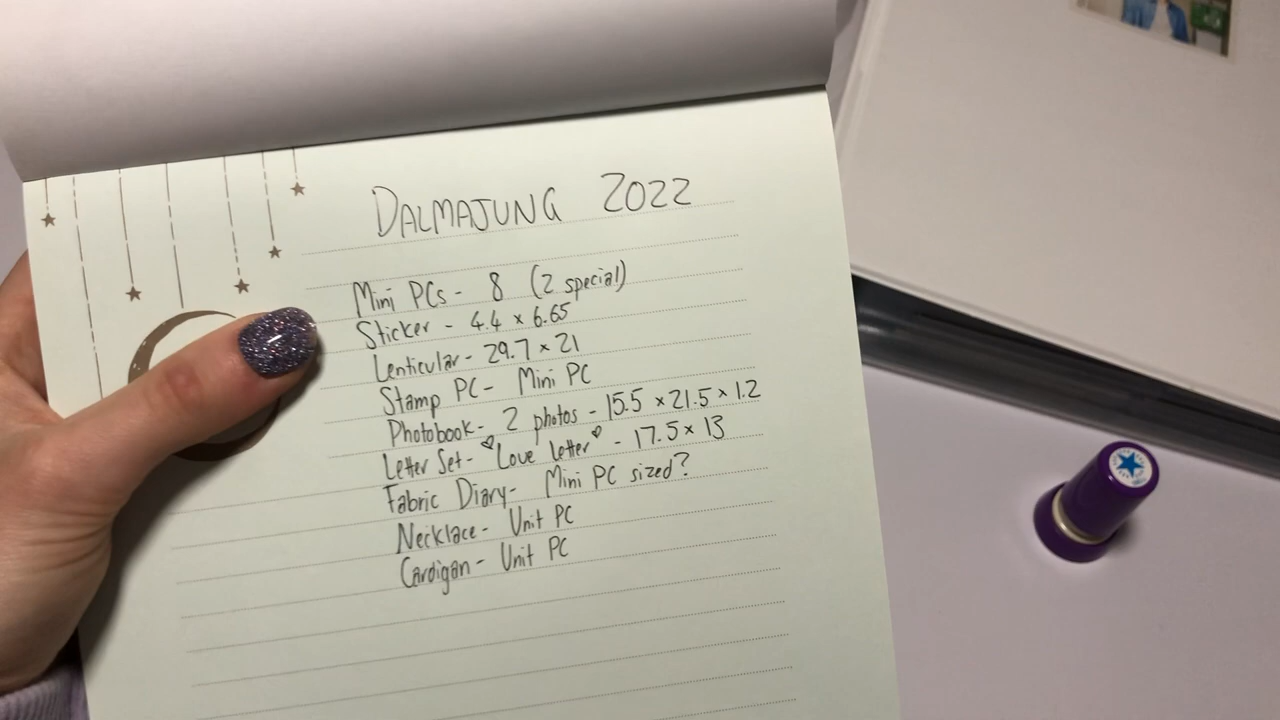 DALMAJUNG 2022
Mini PCs - 8 (2 special)
Sticker - 4.4 × 6.65
Lenticular - 29.7 × 21
Stamp PC - Mini PC
Photobook - 2 photos - 15.5 × 21.5 × 1.2
Letter Set - ♡Love letter♡ - 17.5 × 13
Fabric Diary - Mini PC sized?
Necklace - Unit PC
Cardigan - Unit PC